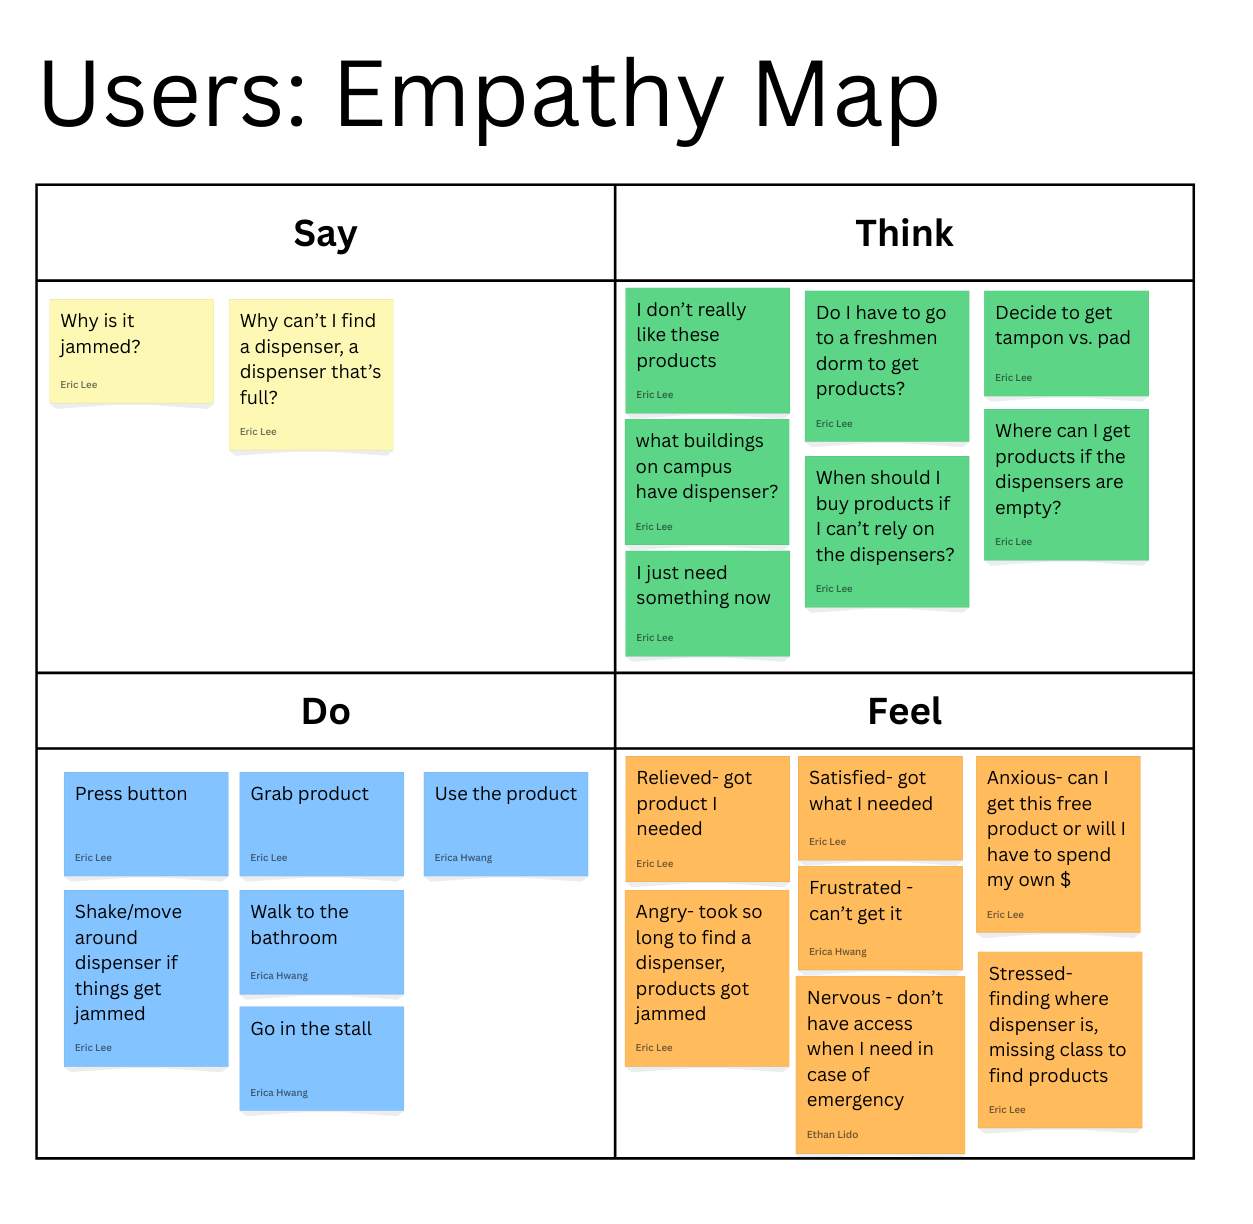 Users: Empathy Map
Say
Why is it
jammed?
Eric Lee
Why can’t I find
a dispenser, a
dispenser that’s
full?
Eric Lee
Think
I don’t really
like these
products
Eric Lee
Do I have to go
to a freshmen
dorm to get
products?
Eric Lee
Decide to get
tampon vs. pad
Eric Lee
what buildings
on campus
have dispenser?
Eric Lee
When should I
buy products if
I can’t rely on
the dispensers?
Eric Lee
Where can I get
products if the
dispensers are
empty?
Eric Lee
I just need
something now
Eric Lee
Do
Press button
Eric Lee
Grab product
Eric Lee
Use the product
Erica Hwang
Shake/move
around
dispenser if
things get
jammed
Eric Lee
Walk to the
bathroom
Erica Hwang
Go in the stall
Erica Hwang
Feel
Relieved- got
product I
needed
Eric Lee
Satisfied- got
what I needed
Eric Lee
Anxious- can I
get this free
product or will I
have to spend
my own $
Eric Lee
Angry- took so
long to find a
dispenser,
products got
jammed
Eric Lee
Frustrated -
can’t get it
Erica Hwang
Nervous - don’t
have access
when I need in
case of
emergency
Ethan Lido
Stressed-
finding where
dispenser is,
missing class to
find products
Eric Lee